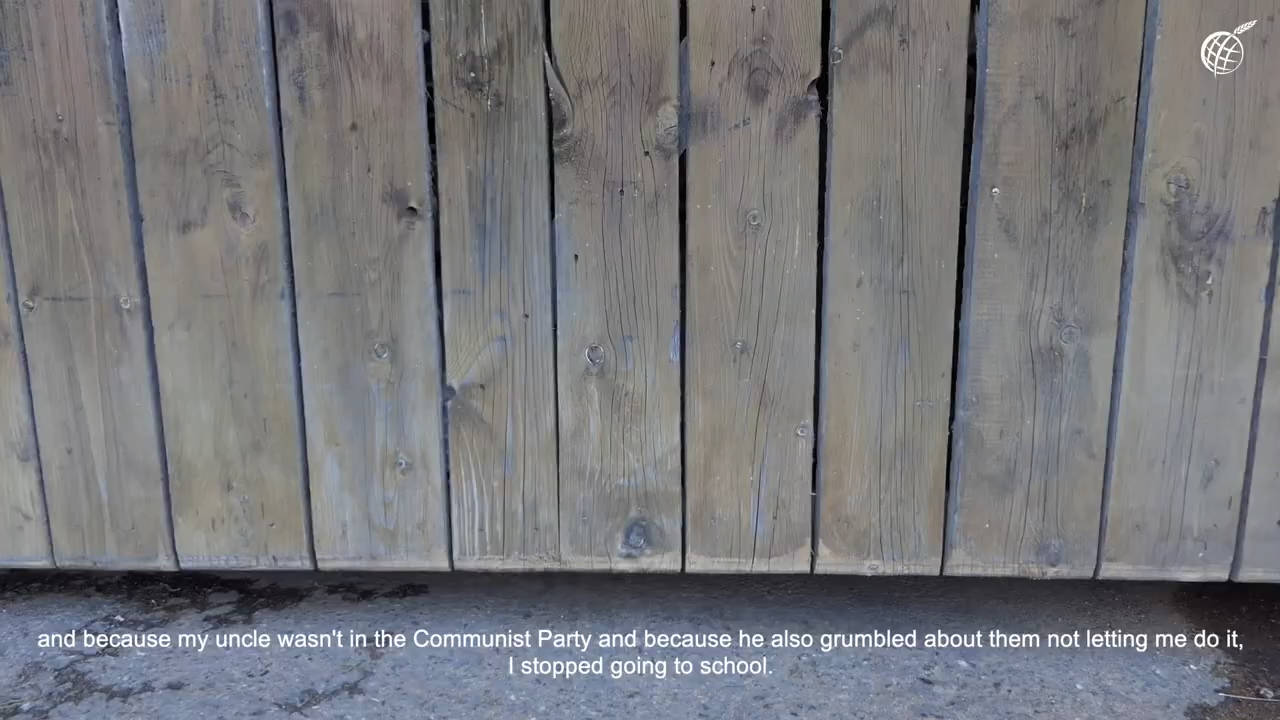 and because my uncle wasn't in the Communist Party and because he also grumbled about them not letting me do it,
I stopped going to school.